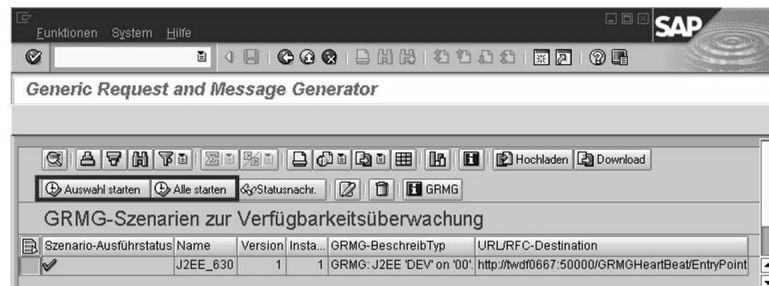 Funktionen System Hilfe
SAP
Generic Request and Message Generator
Hochladen Download
Auswahl starten Alle starten Statusnachr. GRMG
GRMG-Szenarien zur Verfügbarkeitsüberwachung
Szenario-Ausführstatus Name Version Insta... GRMG-BeschreibTyp URL/RFC-Destination
J2EE_630 1 1 GRMG: J2EE 'DEV' on '00'. http://twdf0667:50000/GRMGHeartBeat/EntryPoint